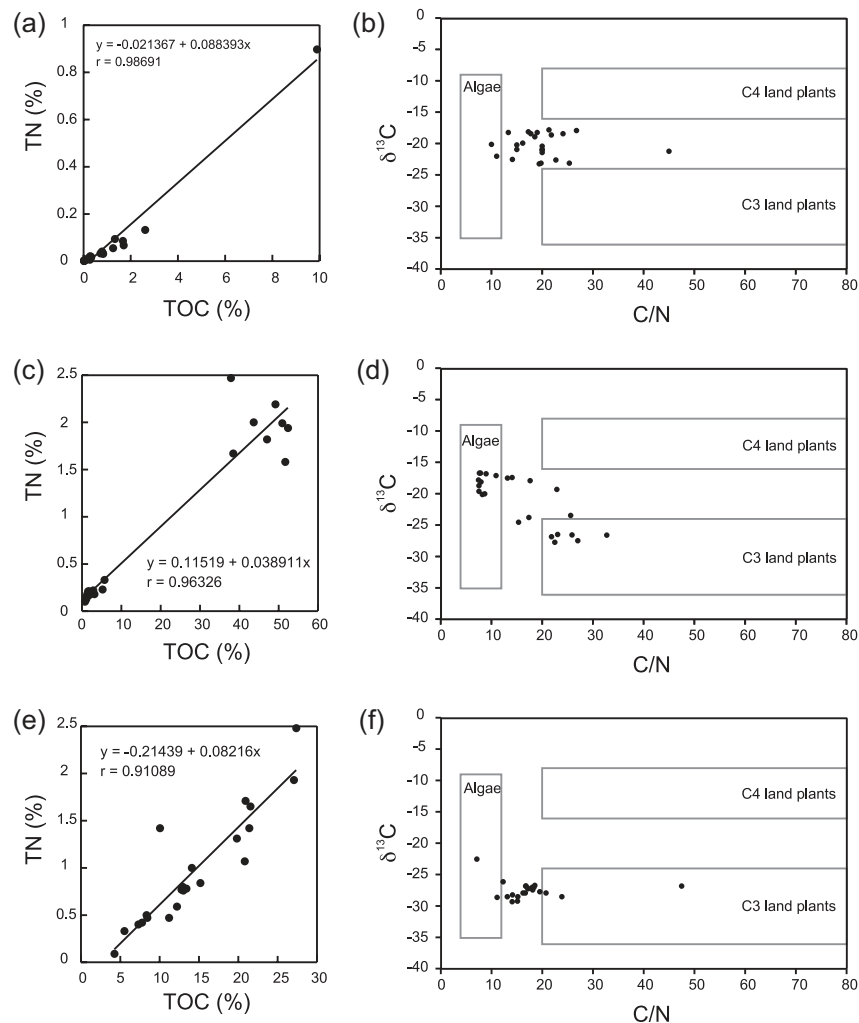 (a)
1
0.8
0.6
0.4
0.2
0
TN (%)
y = -0.021367 + 0.088393x
r = 0.98691
0 2 4 6 8 10
TOC (%)
(b)
0
-5
-10
-15
-20
-25
-30
-35
-40
δ13C
Algae
C4 land plants
C3 land plants
0 10 20 30 40 50 60 70 80
C/N
(c)
2.5
2
1.5
1
0.5
0
TN (%)
y = 0.11519 + 0.038911x
r = 0.96326
0 10 20 30 40 50 60
TOC (%)
(d)
0
-5
-10
-15
-20
-25
-30
-35
-40
δ13C
Algae
C4 land plants
C3 land plants
0 10 20 30 40 50 60 70 80
C/N
(e)
2.5
2
1.5
1
0.5
0
TN (%)
y = -0.21439 + 0.08216x
r = 0.91089
0 5 10 15 20 25 30
TOC (%)
(f)
0
-5
-10
-15
-20
-25
-30
-35
-40
δ13C
Algae
C4 land plants
C3 land plants
0 10 20 30 40 50 60 70 80
C/N